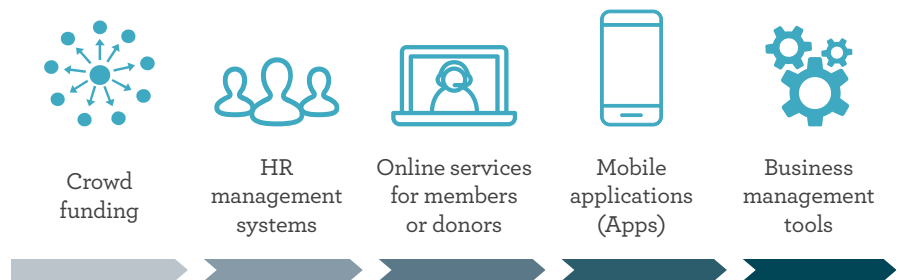 Crowd
funding
HR
management
systems
Online services
for members
or donors
Mobile
applications
(Apps)
Business
management
tools